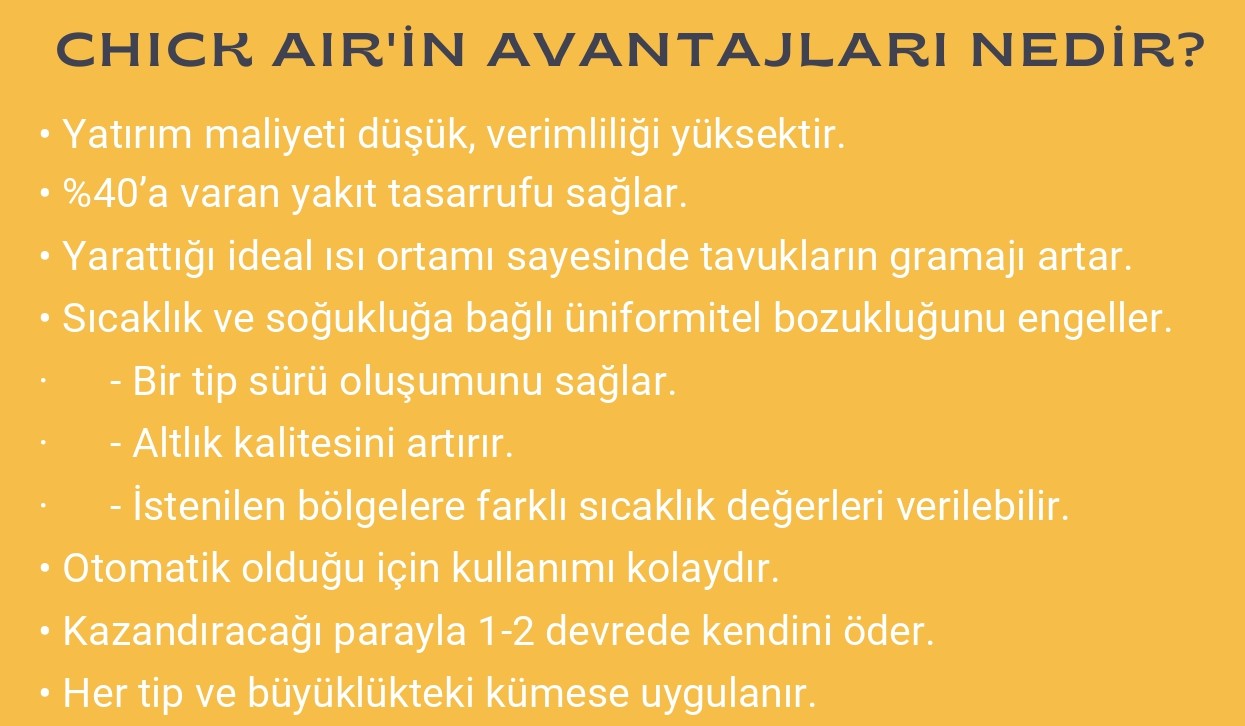 CHICK AIR'İN AVANTAJLARI NEDİR?
• Yatırım maliyeti düşük, verimliliği yüksektir.
• %40’a varan yakıt tasarrufu sağlar.
• Yarattığı ideal ısı ortamı sayesinde tavukların gramajı artar.
• Sıcaklık ve soğukluğa bağlı üniformitel bozukluğunu engeller.
· - Bir tip sürü oluşumunu sağlar.
· - Altlık kalitesini artırır.
· - İstenilen bölgelere farklı sıcaklık değerleri verilebilir.
• Otomatik olduğu için kullanımı kolaydır.
• Kazandıracağı parayla 1-2 devrede kendini öder.
• Her tip ve büyüklükteki kümese uygulanır.